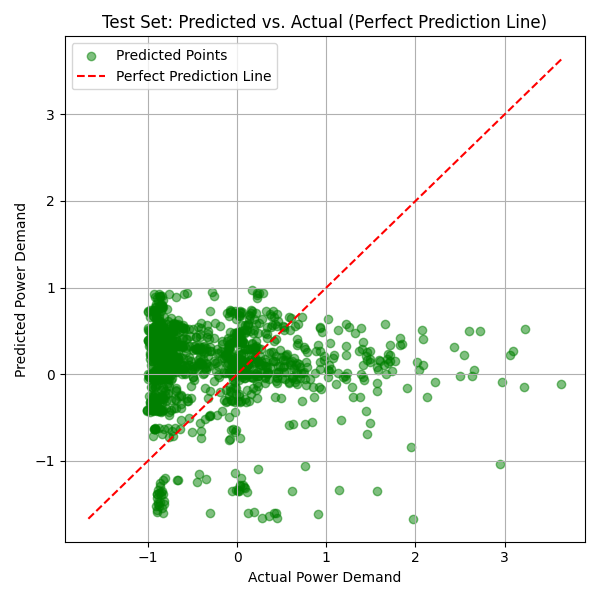 Test Set: Predicted vs. Actual (Perfect Prediction Line)
Predicted Points
Perfect Prediction Line
Predicted Power Demand
3
2
1
0
−1
−1
0
1
2
3
Actual Power Demand